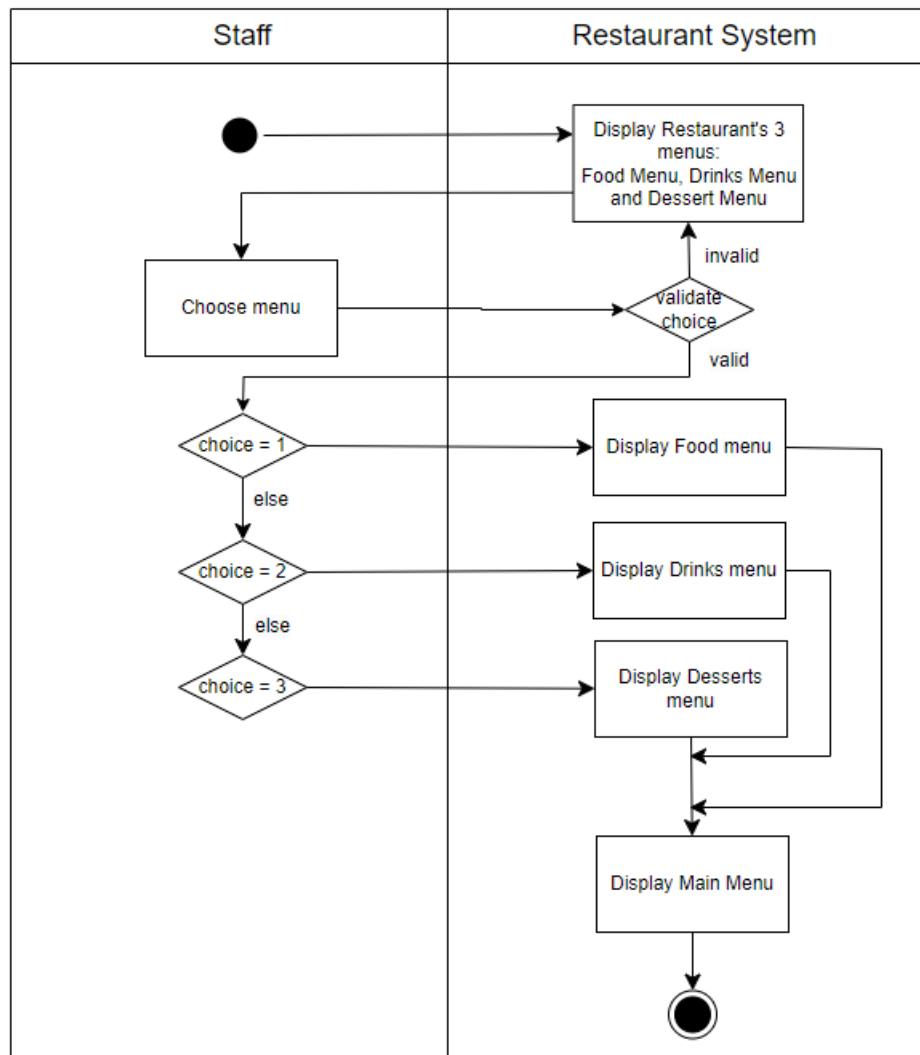 Staff
Restaurant System
Display Restaurant's 3
menus:
Food Menu, Drinks Menu
and Dessert Menu
invalid
Choose menu
validate
choice
valid
choice = 1
Display Food menu
else
choice = 2
Display Drinks menu
else
choice = 3
Display Desserts
menu
Display Main Menu